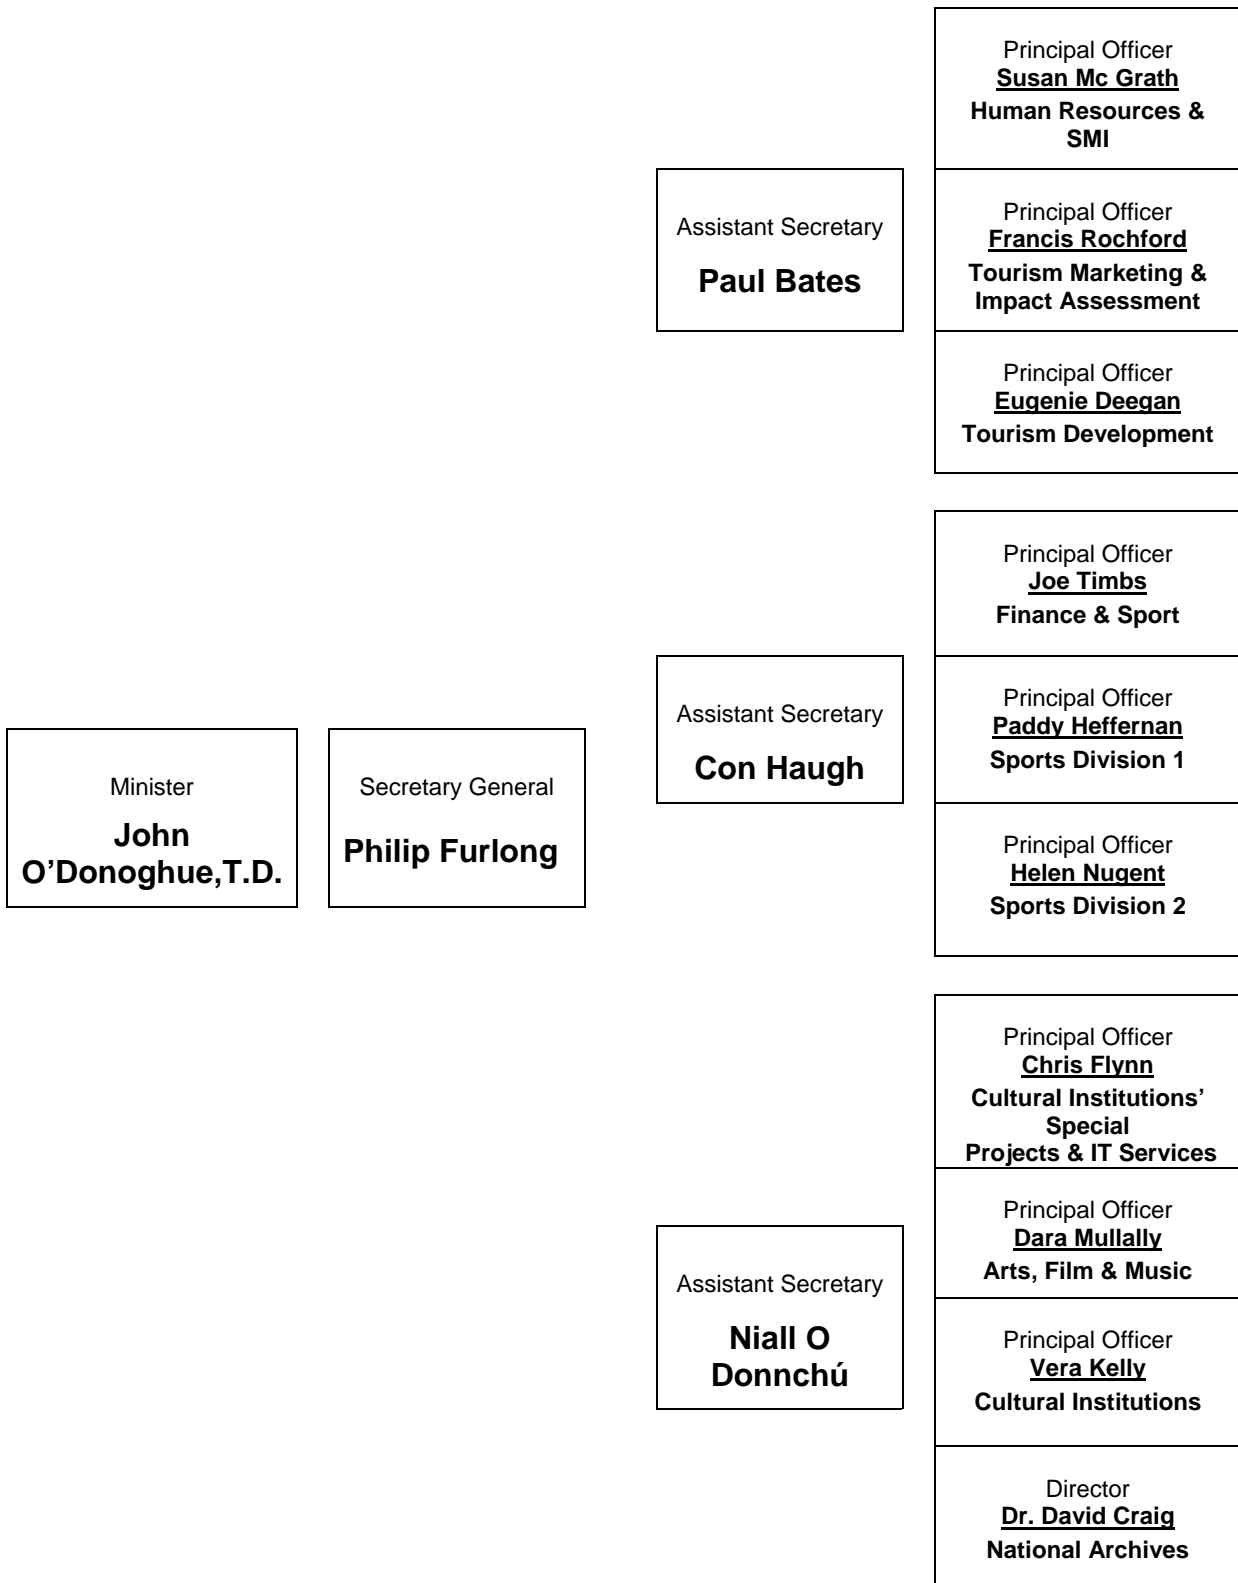 Minister
John
O’Donoghue,T.D.
Secretary General
Philip Furlong
Assistant Secretary
Paul Bates
Principal Officer
Susan Mc Grath
Human Resources &
SMI
Principal Officer
Francis Rochford
Tourism Marketing &
Impact Assessment
Principal Officer
Eugenie Deegan
Tourism Development
Assistant Secretary
Con Haugh
Principal Officer
Joe Timbs
Finance & Sport
Principal Officer
Paddy Heffernan
Sports Division 1
Principal Officer
Helen Nugent
Sports Division 2
Assistant Secretary
Niall O
Donnchú
Principal Officer
Chris Flynn
Cultural Institutions’
Special
Projects & IT Services
Principal Officer
Dara Mullally
Arts, Film & Music
Principal Officer
Vera Kelly
Cultural Institutions
Director
Dr. David Craig
National Archives